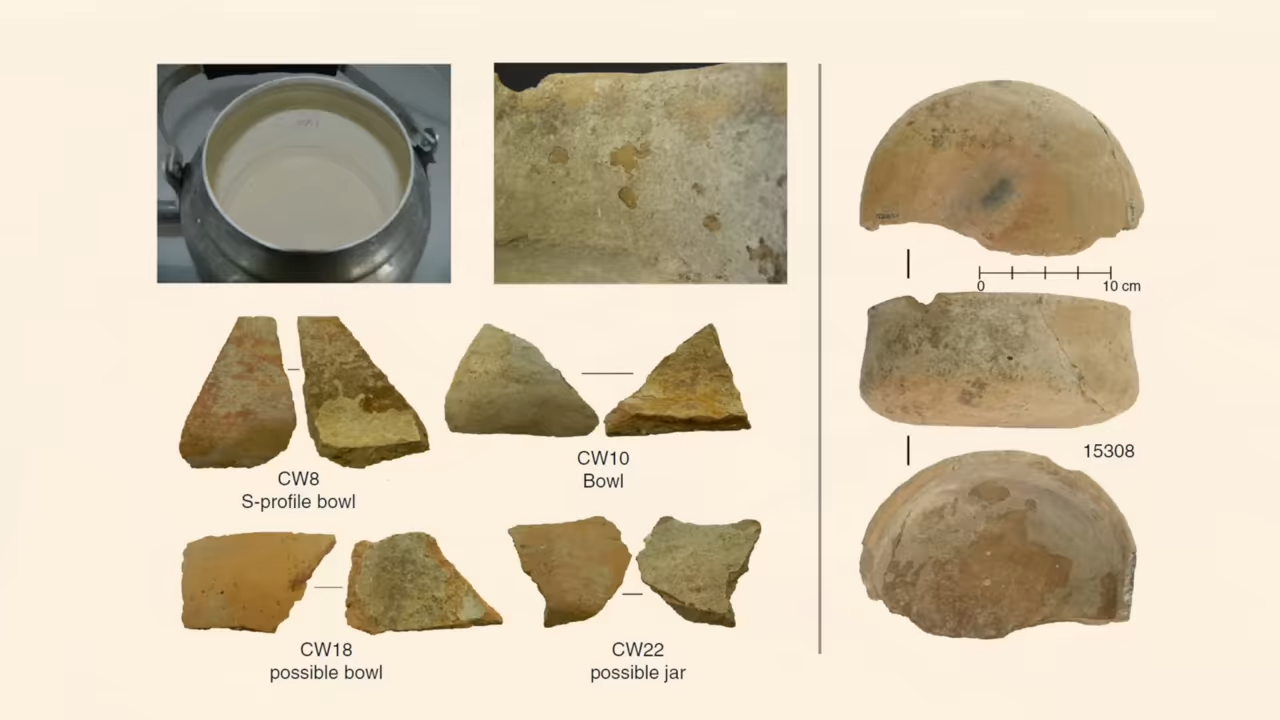 CW8
S-profile bowl
CW10
Bowl
CW18
possible bowl
CW22
possible jar
0 10 cm
15308